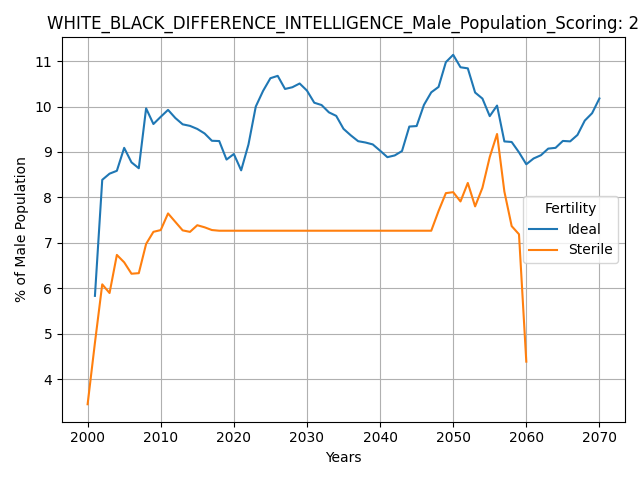 WHITE_BLACK_DIFFERENCE_INTELLIGENCE_Male_Population_Scoring: 2
11
10
9
8
7
6
5
4
% of Male Population
Fertility
Ideal
Sterile
2000 2010 2020 2030 2040 2050 2060 2070
Years